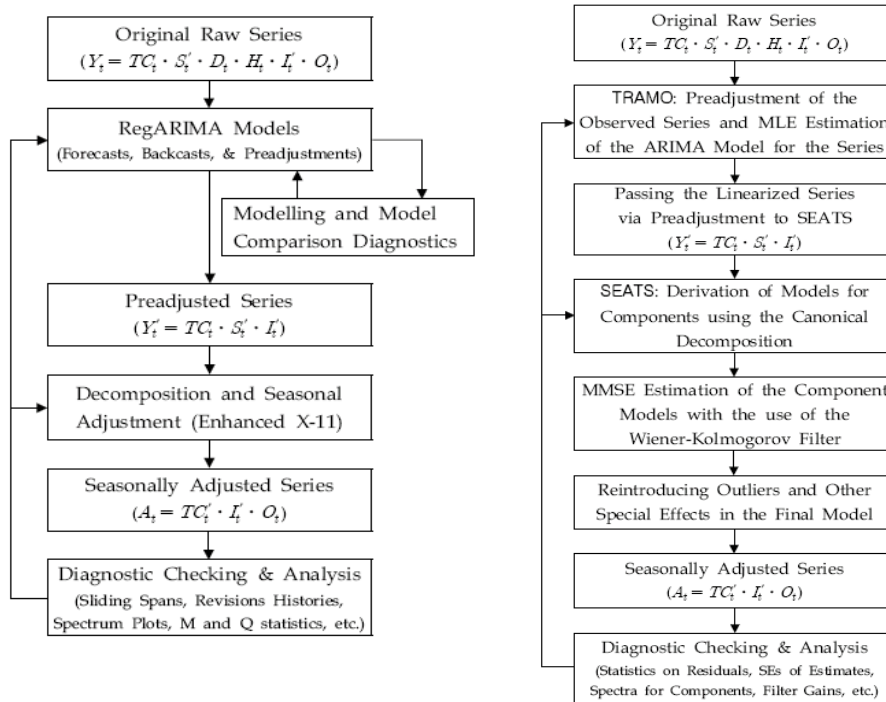 Original Raw Series
(Y_t = TC_t · S'_t · D_t · H_t · I'_t · O_t)
RegARIMA Models
(Forecasts, Backcasts, & Preadjustments)
Modelling and Model
Comparison Diagnostics
Preadjusted Series
(Y'_t = TC_t · S'_t · I'_t)
Decomposition and Seasonal
Adjustment (Enhanced X-11)
Seasonally Adjusted Series
(A_t = TC'_t · I'_t · O_t)
Diagnostic Checking & Analysis
(Sliding Spans, Revisions Histories,
Spectrum Plots, M and Q statistics, etc.)
Original Raw Series
(Y_t = TC_t · S'_t · D_t · H_t · I'_t · O_t)
TRAMO: Preadjustment of the
Observed Series and MLE Estimation
of the ARIMA Model for the Series
Passing the Linearized Series
via Preadjustment to SEATS
(Y'_t = TC_t · S'_t · I'_t)
SEATS: Derivation of Models for
Components using the Canonical
Decomposition
MMSE Estimation of the Component
Models with the use of the
Wiener-Kolmogorov Filter
Reintroducing Outliers and Other
Special Effects in the Final Model
Seasonally Adjusted Series
(A_t = TC'_t · I'_t · O_t)
Diagnostic Checking & Analysis
(Statistics on Residuals, SEs of Estimates,
Spectra for Components, Filter Gains, etc.)